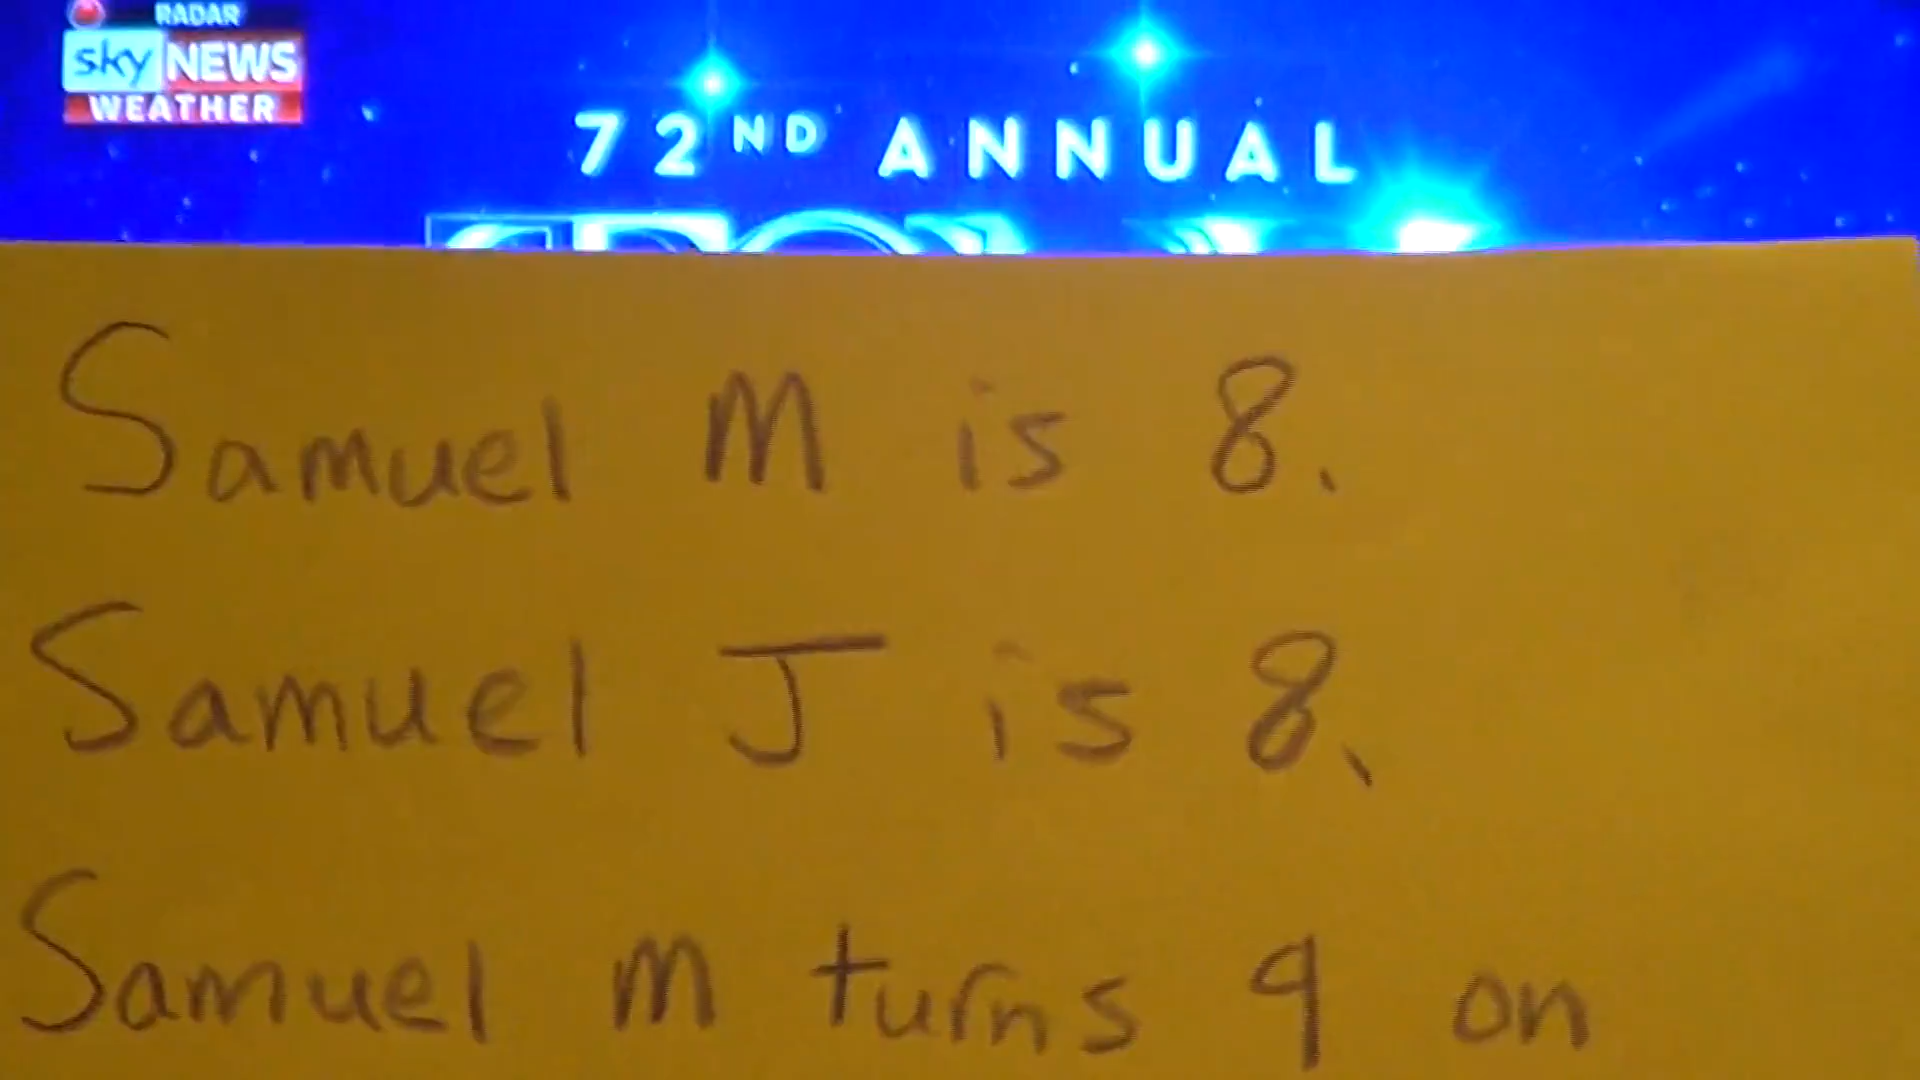 RADAR
sky NEWS
WEATHER
72ND ANNUAL
Samuel M is 8.
Samuel J is 8.
Samuel M turns 9 on